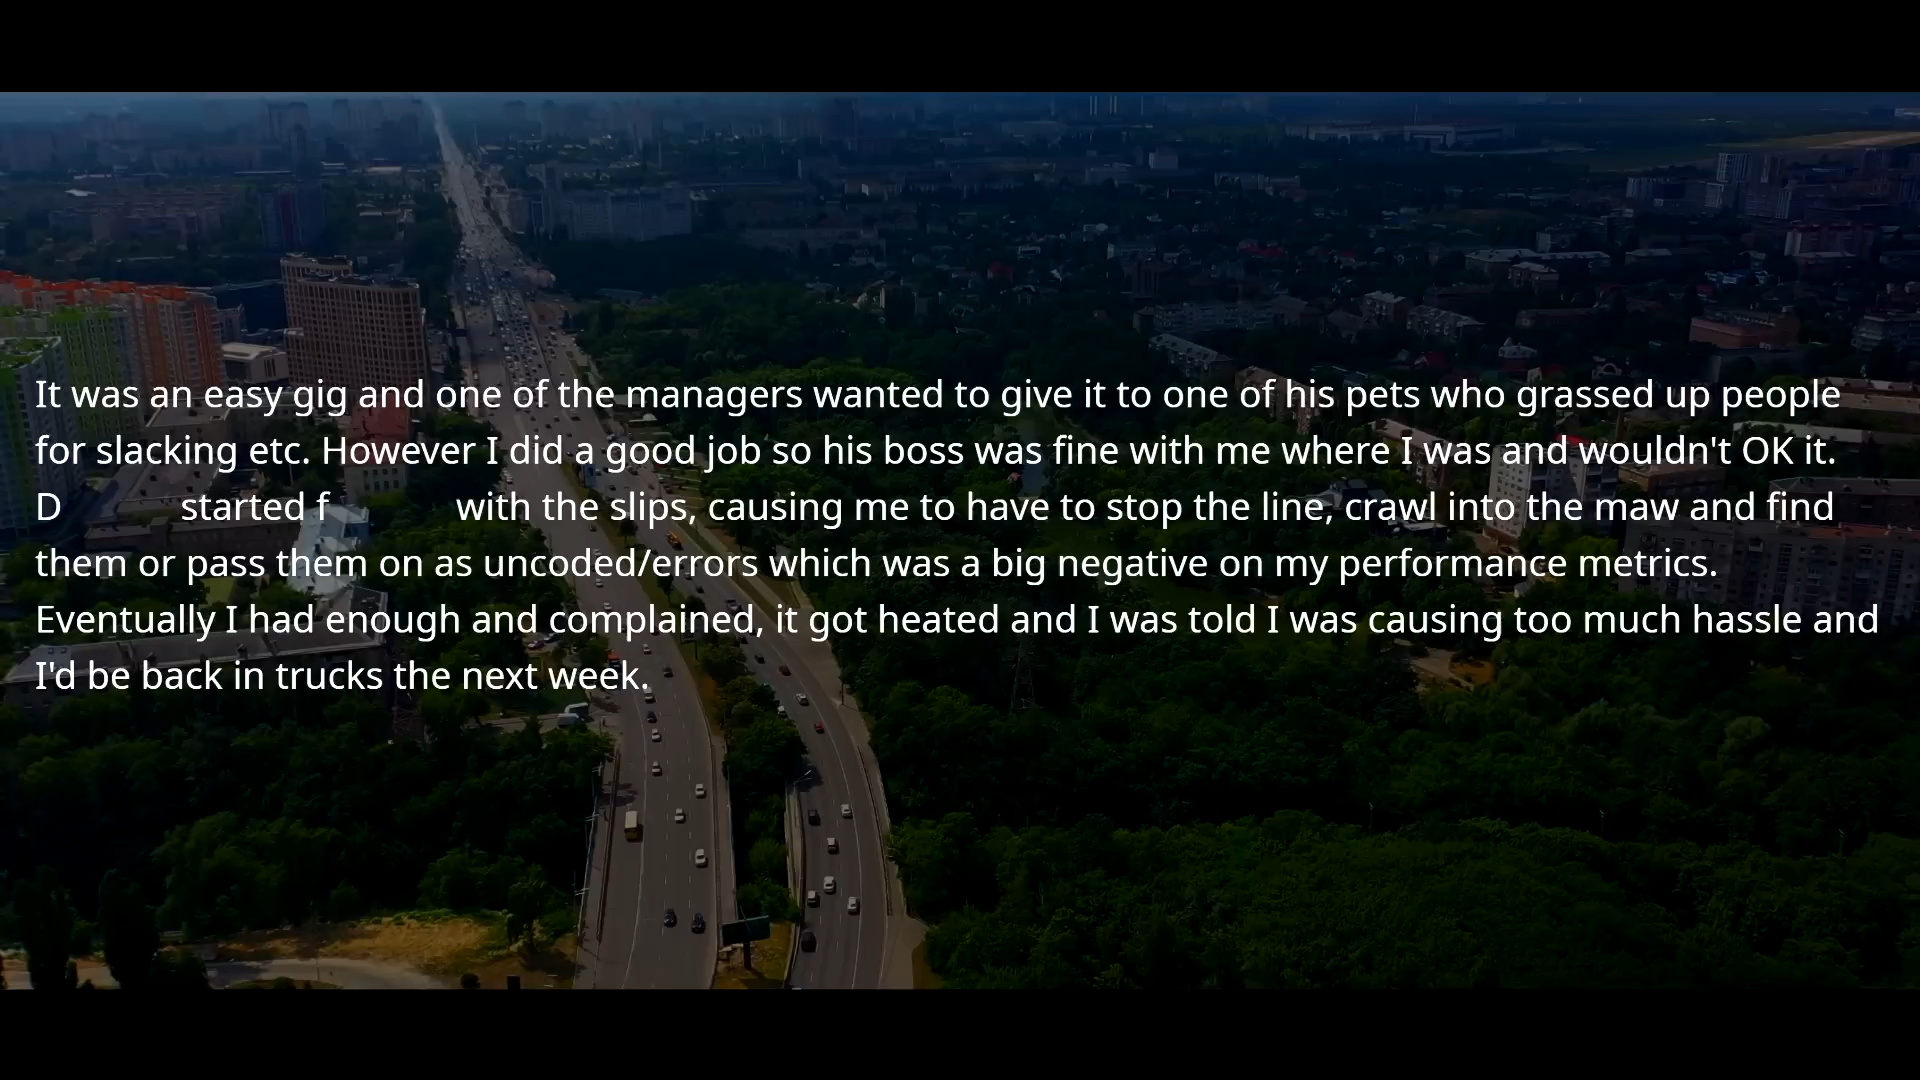 It was an easy gig and one of the managers wanted to give it to one of his pets who grassed up people
for slacking etc. However I did a good job so his boss was fine with me where I was and wouldn't OK it.
D started f with the slips, causing me to have to stop the line, crawl into the maw and find
them or pass them on as uncoded/errors which was a big negative on my performance metrics.
Eventually I had enough and complained, it got heated and I was told I was causing too much hassle and
I'd be back in trucks the next week.